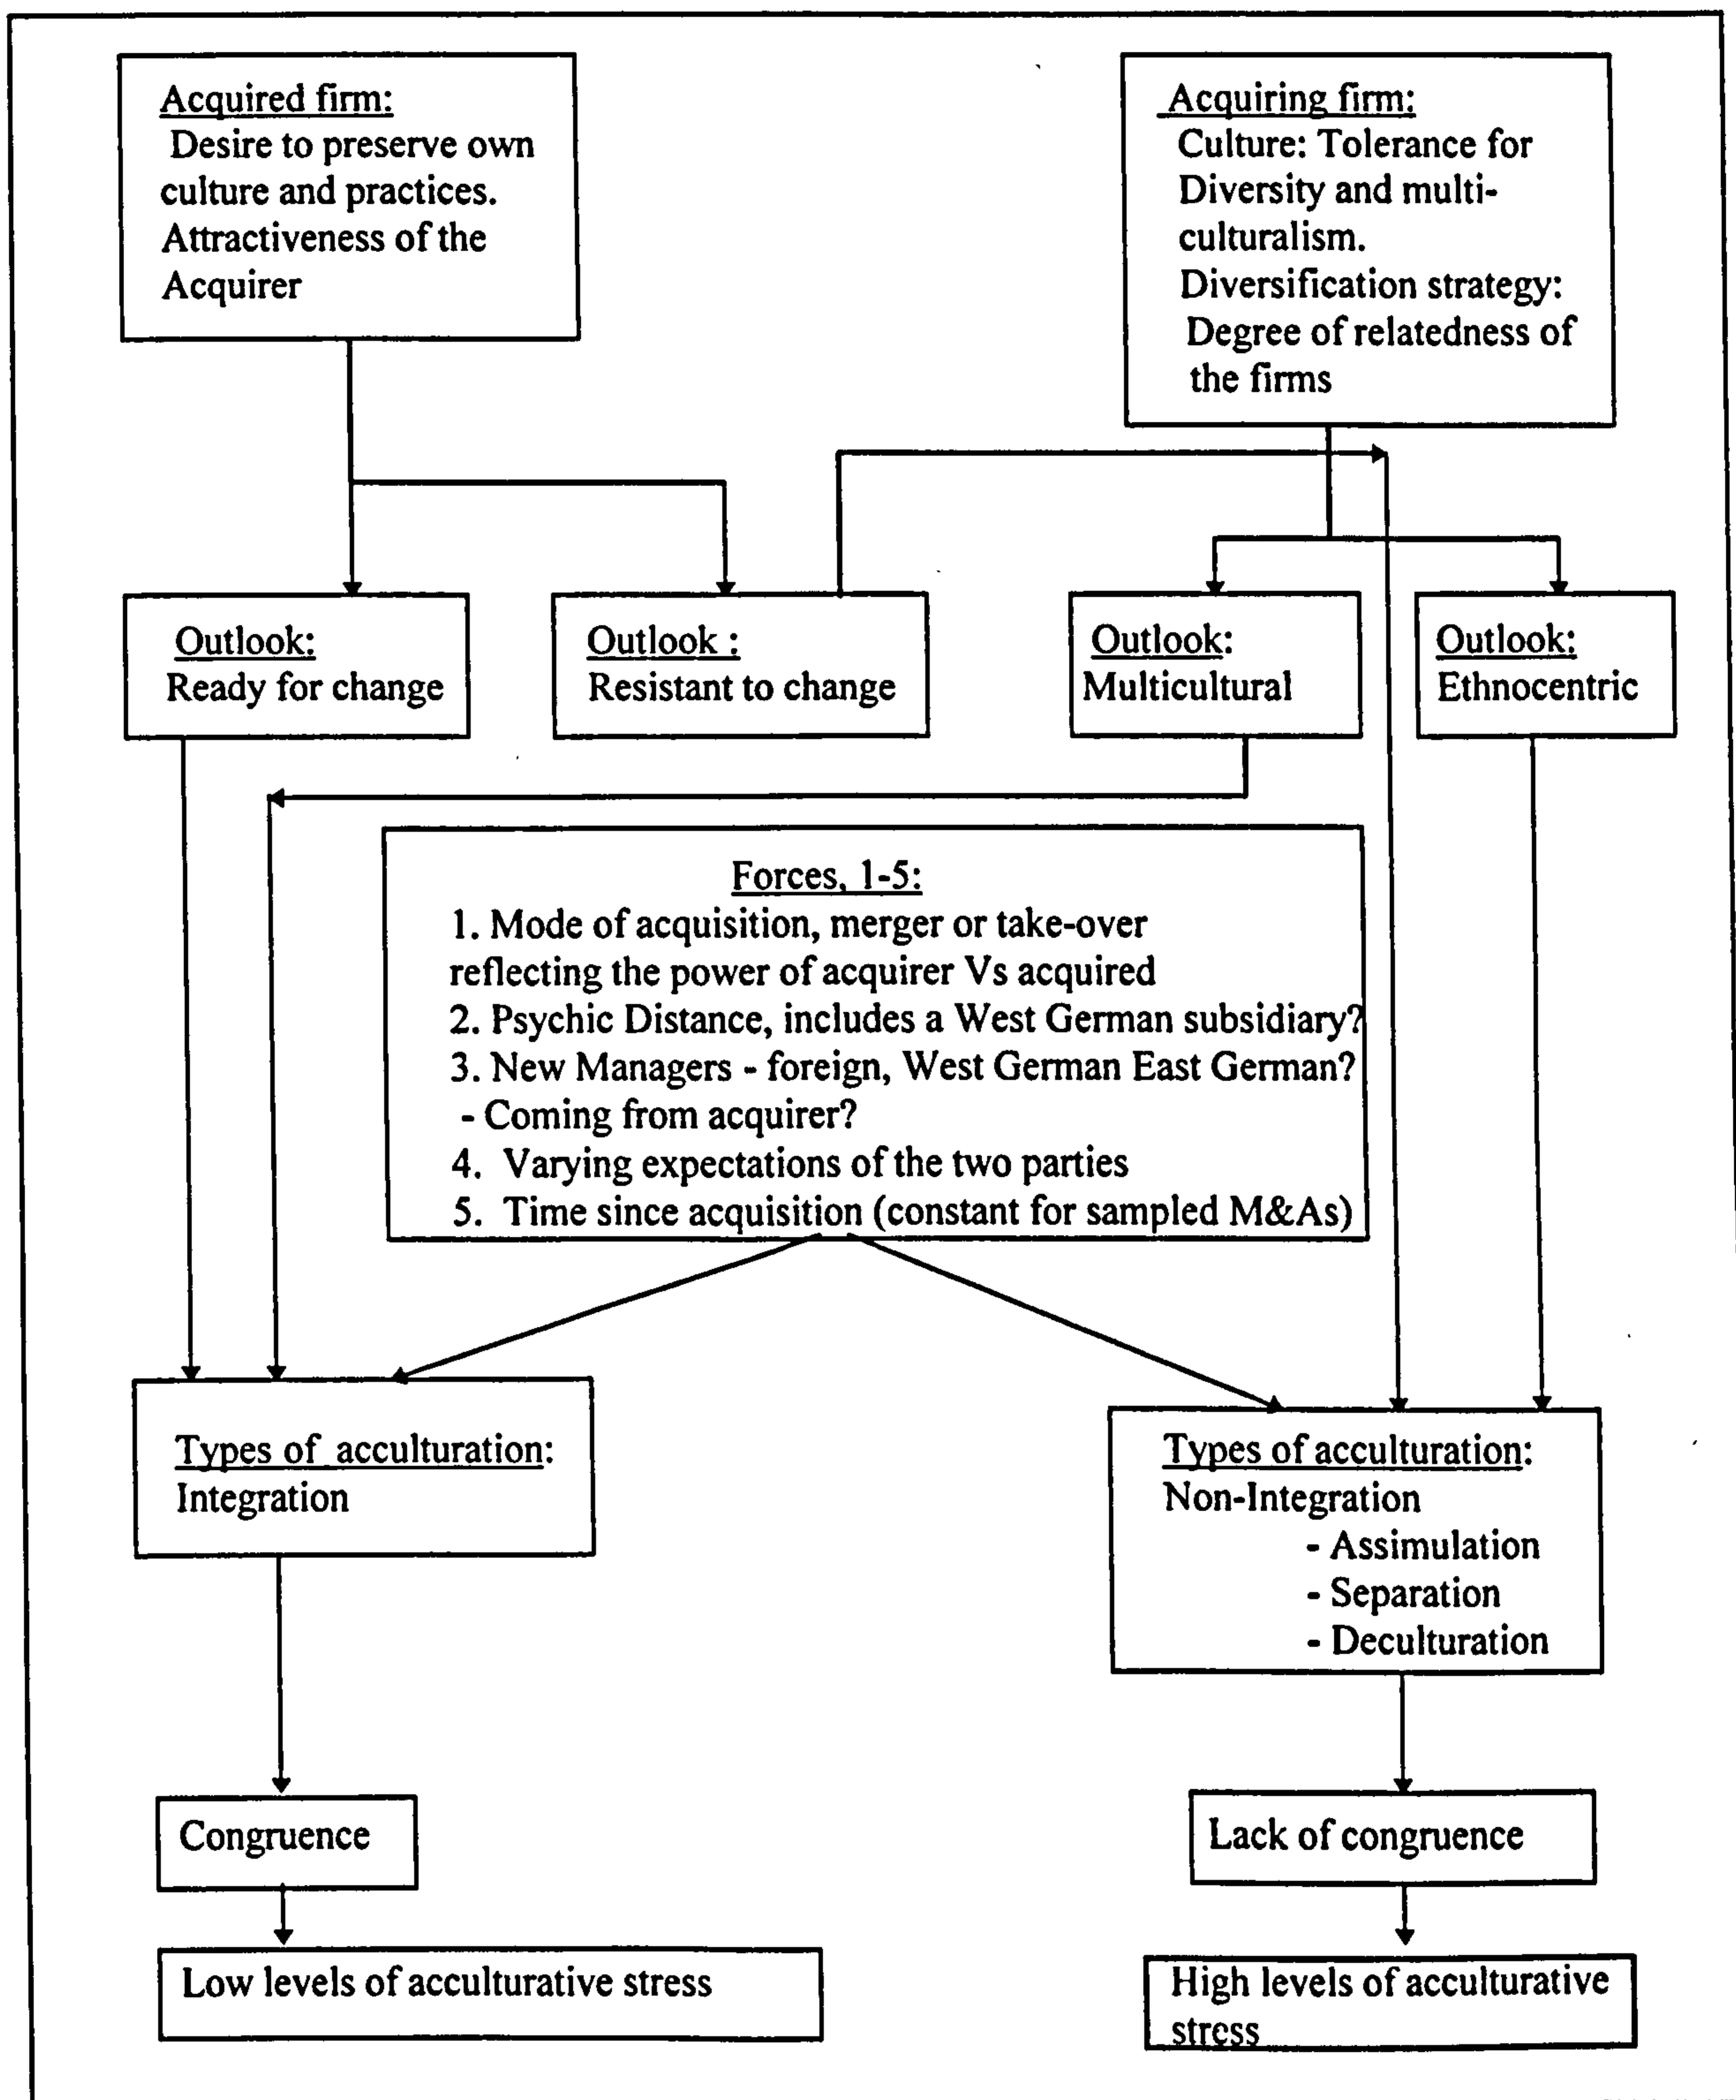 Acquired firm:
Desire to preserve own
culture and practices.
Attractiveness of the
Acquirer
Acquiring firm:
Culture: Tolerance for
Diversity and multi-
culturalism.
Diversification strategy:
Degree of relatedness of
the firms
Outlook:
Ready for change
Outlook :
Resistant to change
Outlook:
Multicultural
Outlook:
Ethnocentric
Forces, 1-5:
1. Mode of acquisition, merger or take-over
reflecting the power of acquirer Vs acquired
2. Psychic Distance, includes a West German subsidiary?
3. New Managers - foreign, West German East German?
- Coming from acquirer?
4. Varying expectations of the two parties
5. Time since acquisition (constant for sampled M&As)
Types of acculturation:
Integration
Types of acculturation:
Non-Integration
- Assimulation
- Separation
- Deculturation
Congruence
Lack of congruence
Low levels of acculturative stress
High levels of acculturative
stress